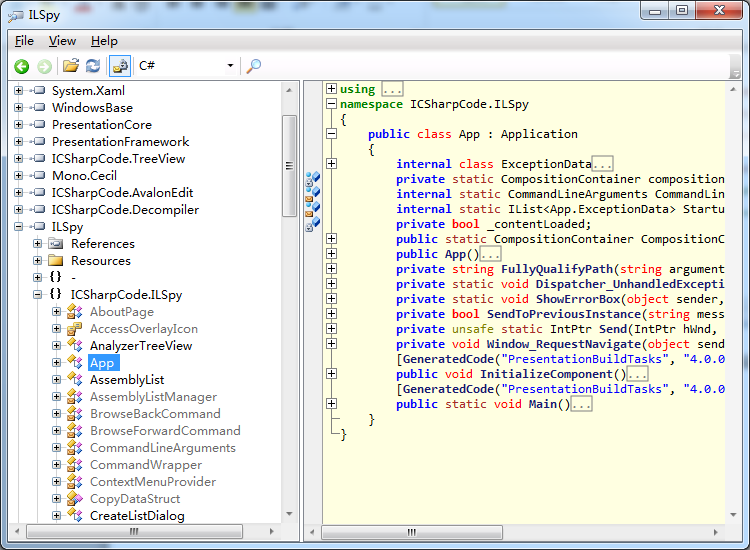 ILSpy
File View Help
C#
System.Xaml
WindowsBase
PresentationCore
PresentationFramework
ICSharpCode.TreeView
Mono.Cecil
ICSharpCode.AvalonEdit
ICSharpCode.Decompiler
ILSpy
References
Resources
{} -
{} ICSharpCode.ILSpy
AboutPage
AccessOverlayIcon
AnalyzerTreeView
App
AssemblyList
AssemblyListManager
BrowseBackCommand
BrowseForwardCommand
CommandLineArguments
CommandWrapper
ContextMenuProvider
CopyDataStruct
CreateListDialog
using ...
namespace ICSharpCode.ILSpy
{
public class App : Application
{
internal class ExceptionData...
private static CompositionContainer composition
internal static CommandLineArguments CommandLin
internal static IList<App.ExceptionData> Startu
private bool _contentLoaded;
public static CompositionContainer CompositionC
public App()...
private string FullyQualifyPath(string argument
private static void Dispatcher_UnhandledExcepti
private static void ShowErrorBox(object sender,
private bool SendToPreviousInstance(string mess
private unsafe static IntPtr Send(IntPtr hWnd,
private void Window_RequestNavigate(object send
[GeneratedCode("PresentationBuildTasks", "4.0.0
public void InitializeComponent()...
[GeneratedCode("PresentationBuildTasks", "4.0.0
public static void Main()...
}
}